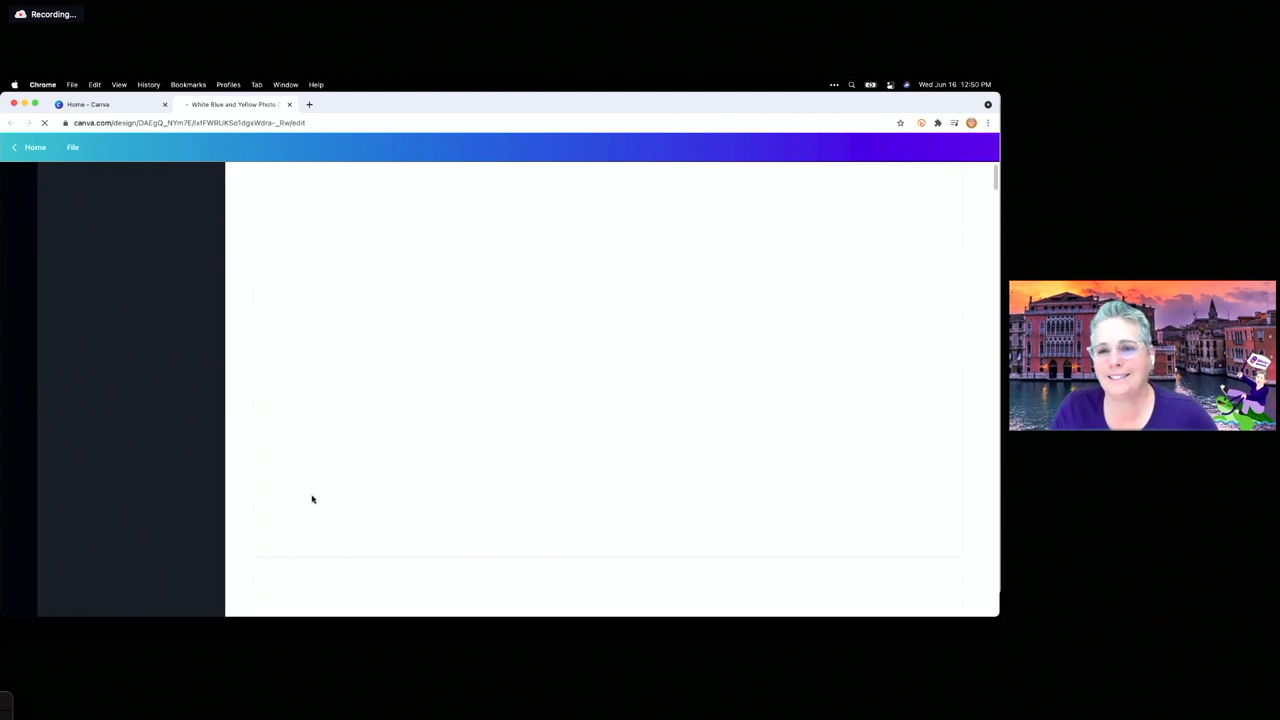 Recording...
Chrome File Edit View History Bookmarks Profiles Tab Window Help
Wed Jun 16 12:50 PM
Home - Canva
White Blue and Yellow Photo
canva.com/design/DAEgQ_NYm7E/IxfFWRUKSo1dgxWdra-_Rw/edit
Home File